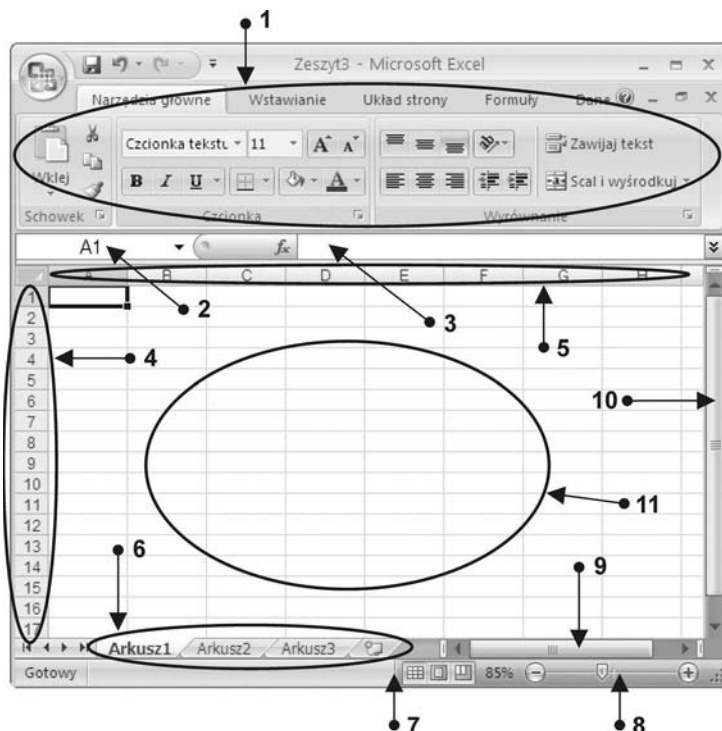 1
Zeszyt3 - Microsoft Excel
Narzędzia główne Wstawianie Układ strony Formuły Dane
Czcionka tekstu 11 A A Zawijaj tekst
Wklej B I U A Scal i wyśrodkuj
Schowek Czcionka Wyrównanie
A1 fx
A B C D E F G H
1
2 2 3
3 5
4 4
5
6 10
7
8
9
10
11 11
12
13 6
14 9
15
16
17
Arkusz1 Arkusz2 Arkusz3
Gotowy 85%
7 8